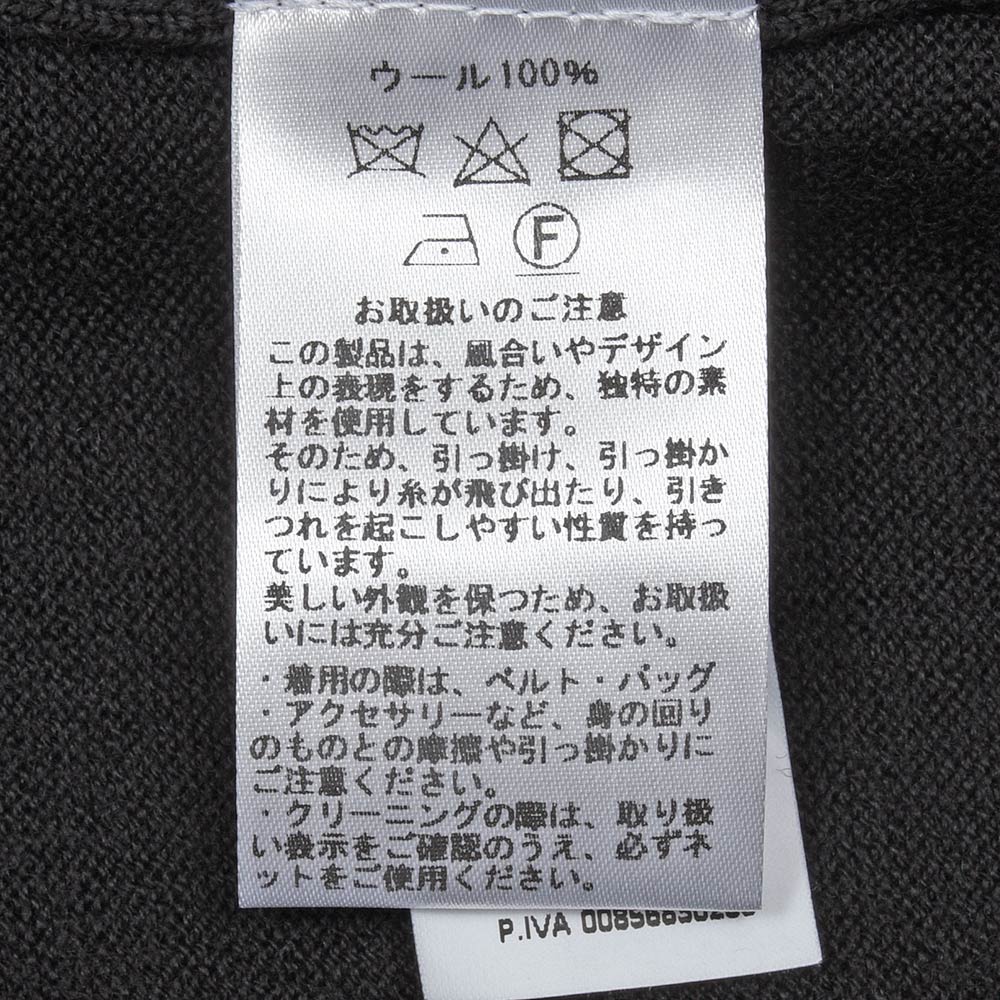 ウール100%
F
お取扱いのご注意
この製品は、風合いやデザイン
上の表現をするため、独特の素
材を使用しています。
そのため、引っ掛け、引っ掛か
りにより糸が飛び出たり、引き
つれを起こしやすい性質を持っ
ています。
美しい外観を保つため、お取扱
いには充分ご注意ください。
・着用の際は、ベルト・バッグ
・アクセサリーなど、身の回り
のものとの摩擦や引っ掛かりに
ご注意ください。
・クリーニングの際は、取り扱
い表示をご確認のうえ、必ずネ
ットをご使用ください。
P.IVA